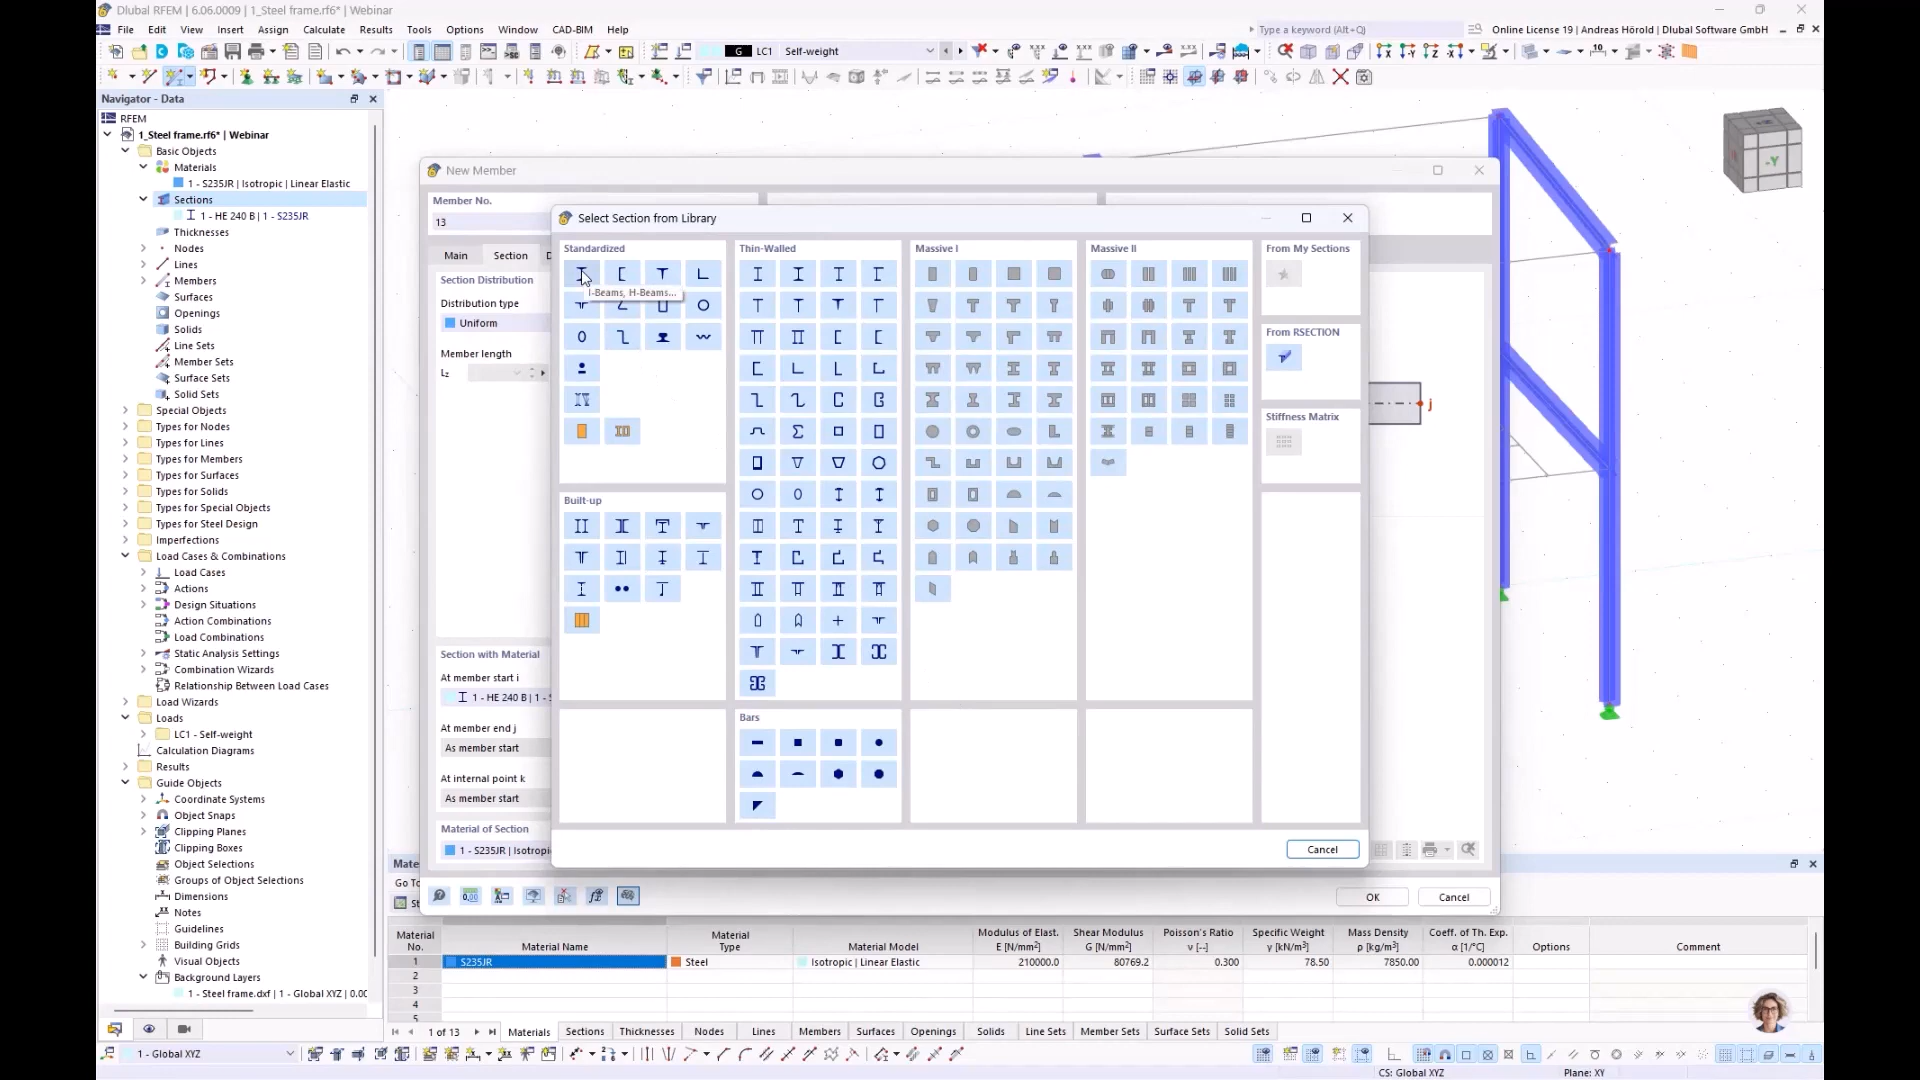 Dlubal RFEM | 6.06.0009 | 1_Steel frame.rf6* | Webinar
File Edit View Insert Assign Calculate Results Tools Options Window CAD-BIM Help
Type a keyword (Alt+Q)
Online License 19 | Andreas Hörold | Dlubal Software GmbH
G LC1 Self-weight
Navigator - Data
RFEM
1_Steel frame.rf6* | Webinar
Basic Objects
Materials
1 - S235JR | Isotropic | Linear Elastic
Sections
1 - HE 240 B | 1 - S235JR
Thicknesses
Nodes
Lines
Members
Surfaces
Openings
Solids
Line Sets
Member Sets
Surface Sets
Solid Sets
Special Objects
Types for Nodes
Types for Lines
Types for Members
Types for Surfaces
Types for Solids
Types for Special Objects
Types for Steel Design
Imperfections
Load Cases & Combinations
Load Cases
Actions
Design Situations
Action Combinations
Load Combinations
Static Analysis Settings
Combination Wizards
Relationship Between Load Cases
Load Wizards
Loads
LC1 - Self-weight
Calculation Diagrams
Results
Guide Objects
Coordinate Systems
Object Snaps
Clipping Planes
Clipping Boxes
Object Selections
Groups of Object Selections
Dimensions
Notes
Guidelines
Building Grids
Visual Objects
Background Layers
1 - Steel frame.dxf | 1 - Global XYZ | 0.00
1 - Global XYZ
New Member
Member No.
13
Main Section D
Section Distribution
Distribution type
Uniform
Member length
Lz
Section with Material
At member start i
1 - HE 240 B | 1 - S
At member end j
As member start
At internal point k
As member start
Material of Section
1 - S235JR | Isotropi
OK Cancel
Select Section from Library
Standardized
I-Beams, H-Beams...
Built-up
Thin-Walled
Bars
Massive I
Massive II
From My Sections
From RSECTION
Stiffness Matrix
Cancel
j
-Y
Mate
Go To
St
Material No. Material Name Material Type Material Model Modulus of Elast. E [N/mm²] Shear Modulus G [N/mm²] Poisson's Ratio ν [--] Specific Weight γ [kN/m³] Mass Density ρ [kg/m³] Coeff. of Th. Exp. α [1/°C] Options Comment
1 S235JR Steel Isotropic | Linear Elastic 210000.0 80769.2 0.300 78.50 7850.00 0.000012
2
3
4
5
1 of 13 Materials Sections Thicknesses Nodes Lines Members Surfaces Openings Solids Line Sets Member Sets Surface Sets Solid Sets
CS: Global XYZ Plane: XY